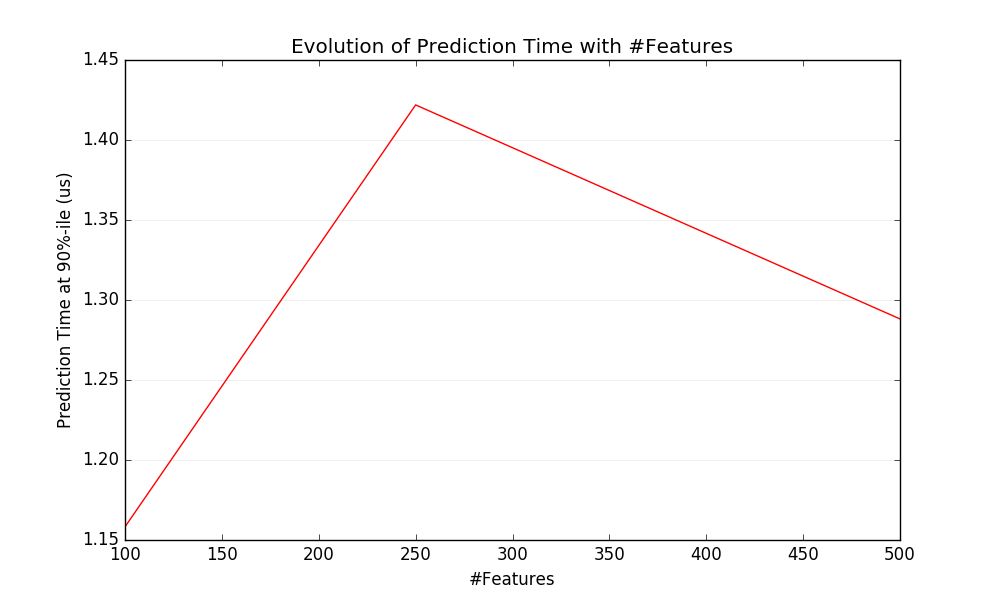 Evolution of Prediction Time with #Features
1.45
1.40
1.35
1.30
1.25
1.20
1.15
Prediction Time at 90%-ile (us)
100 150 200 250 300 350 400 450 500
#Features